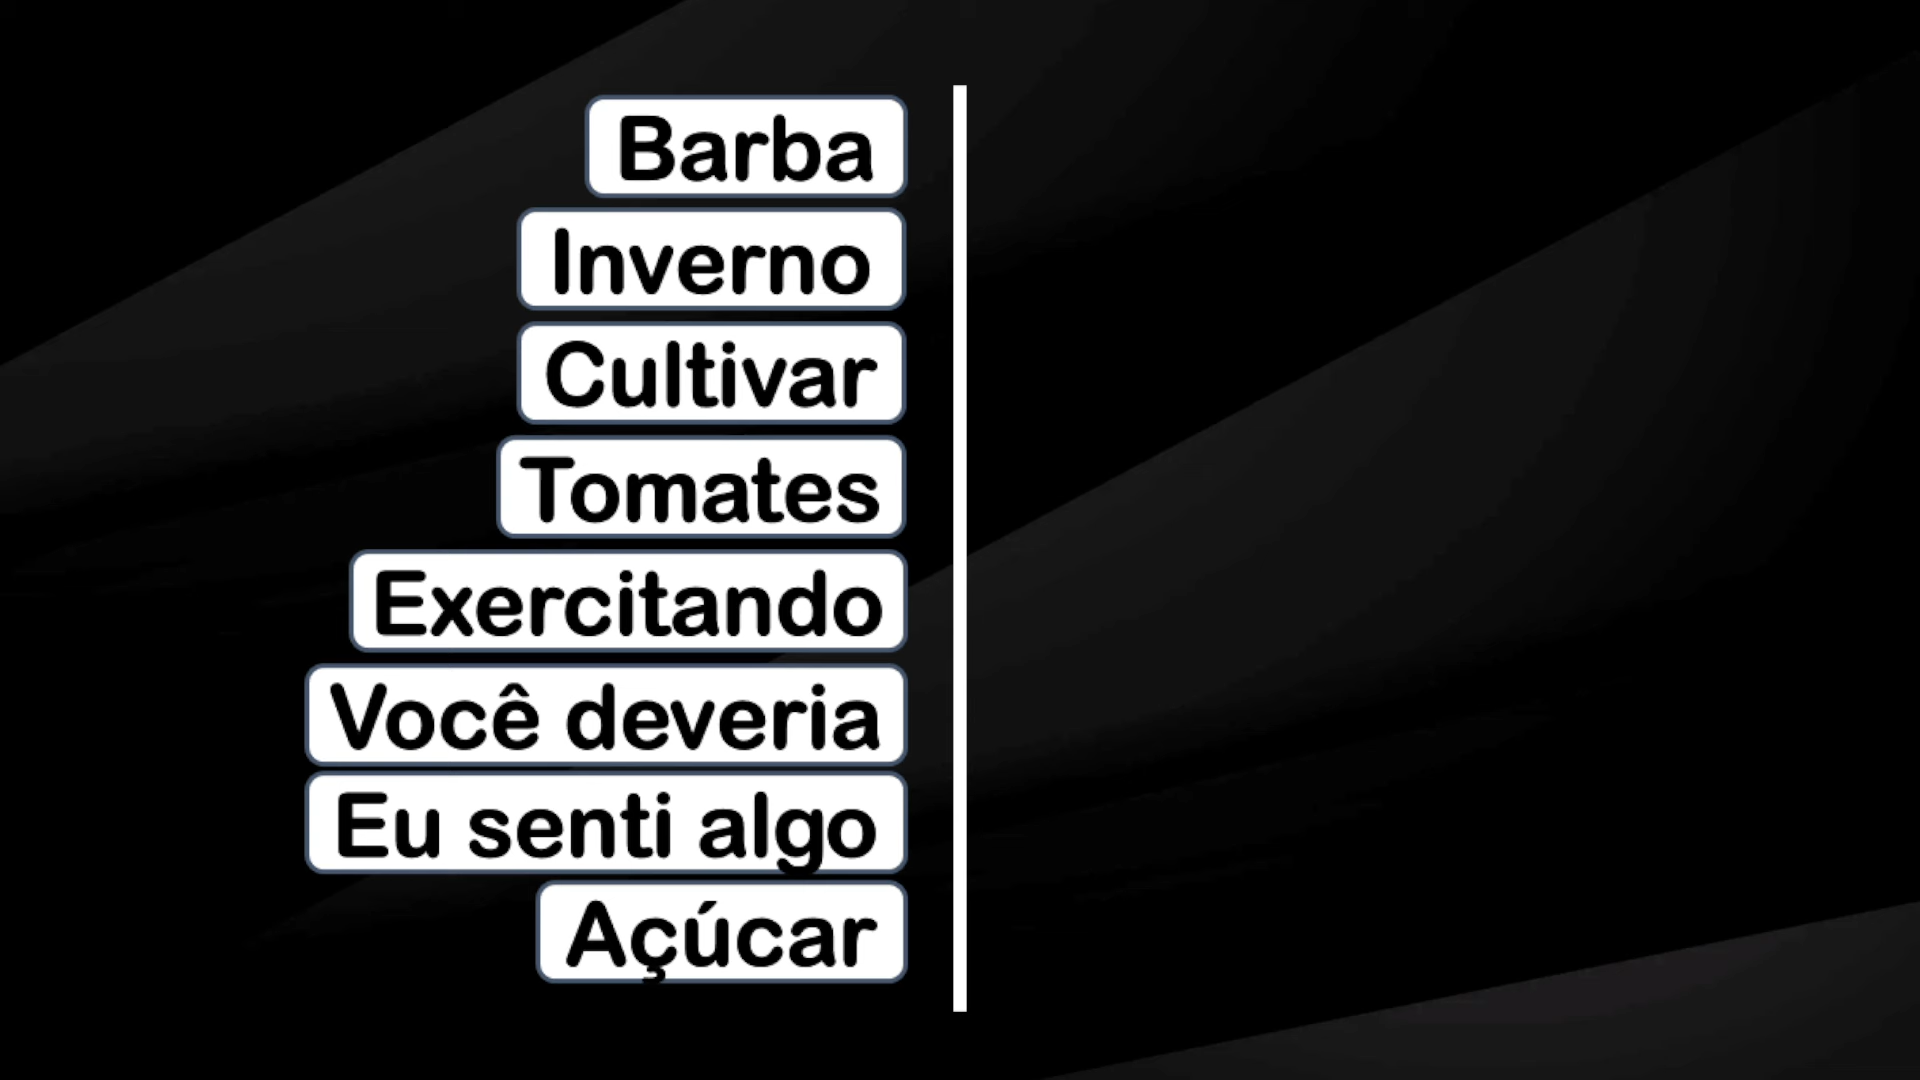 Barba
Inverno
Cultivar
Tomates
Exercitando
Você deveria
Eu senti algo
Açúcar